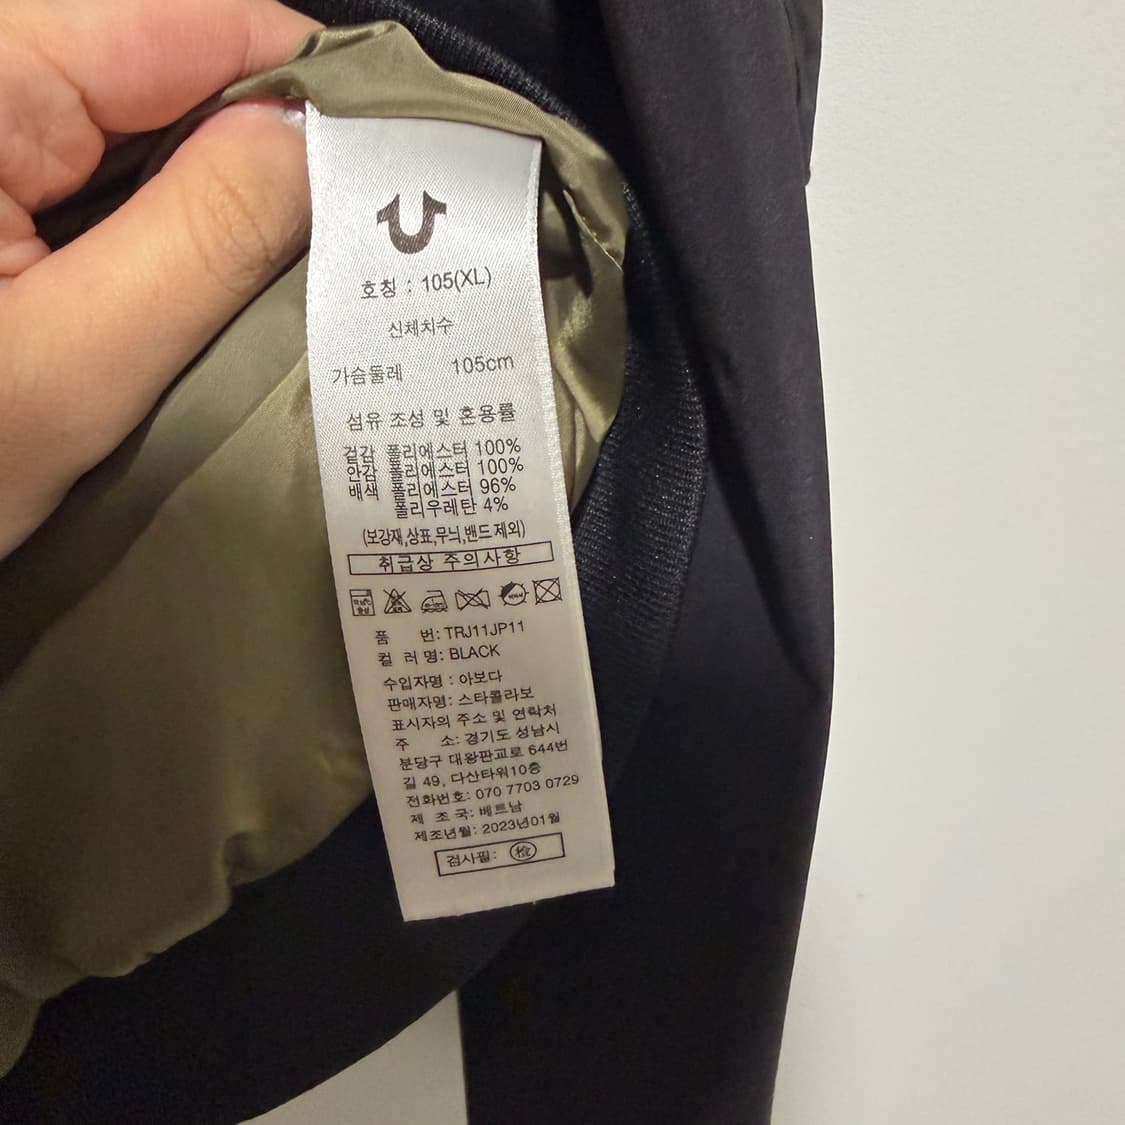 호칭 : 105(XL)
신체치수
가슴둘레 105cm
섬유 조성 및 혼용률
겉감 폴리에스터 100%
안감 폴리에스터 100%
배색 폴리에스터 96%
폴리우레탄 4%
(보강재,상표,무늬,밴드 제외)
취급상 주의사항
품 번: TRJ11JP11
컬 러 명: BLACK
수입자명 : 아보다
판매자명: 스타콜라보
표시자의 주소 및 연락처
주 소: 경기도 성남시
분당구 대왕판교로 644번
길 49, 다산타워10층
전화번호: 070 7703 0729
제 조 국: 베트남
제조년월: 2023년01월
검사필: 檢